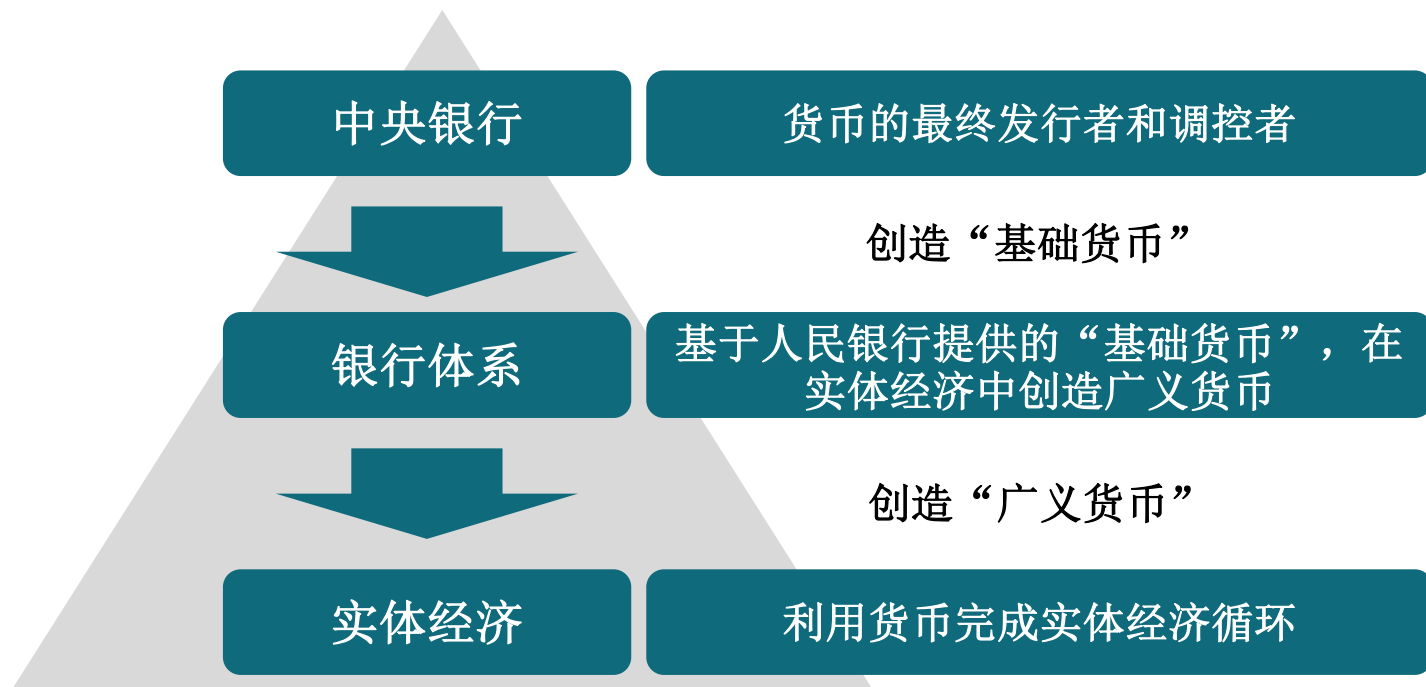 中央银行
货币的最终发行者和调控者
创造“基础货币”
银行体系
基于人民银行提供的“基础货币”，在
实体经济中创造广义货币
创造“广义货币”
实体经济
利用货币完成实体经济循环